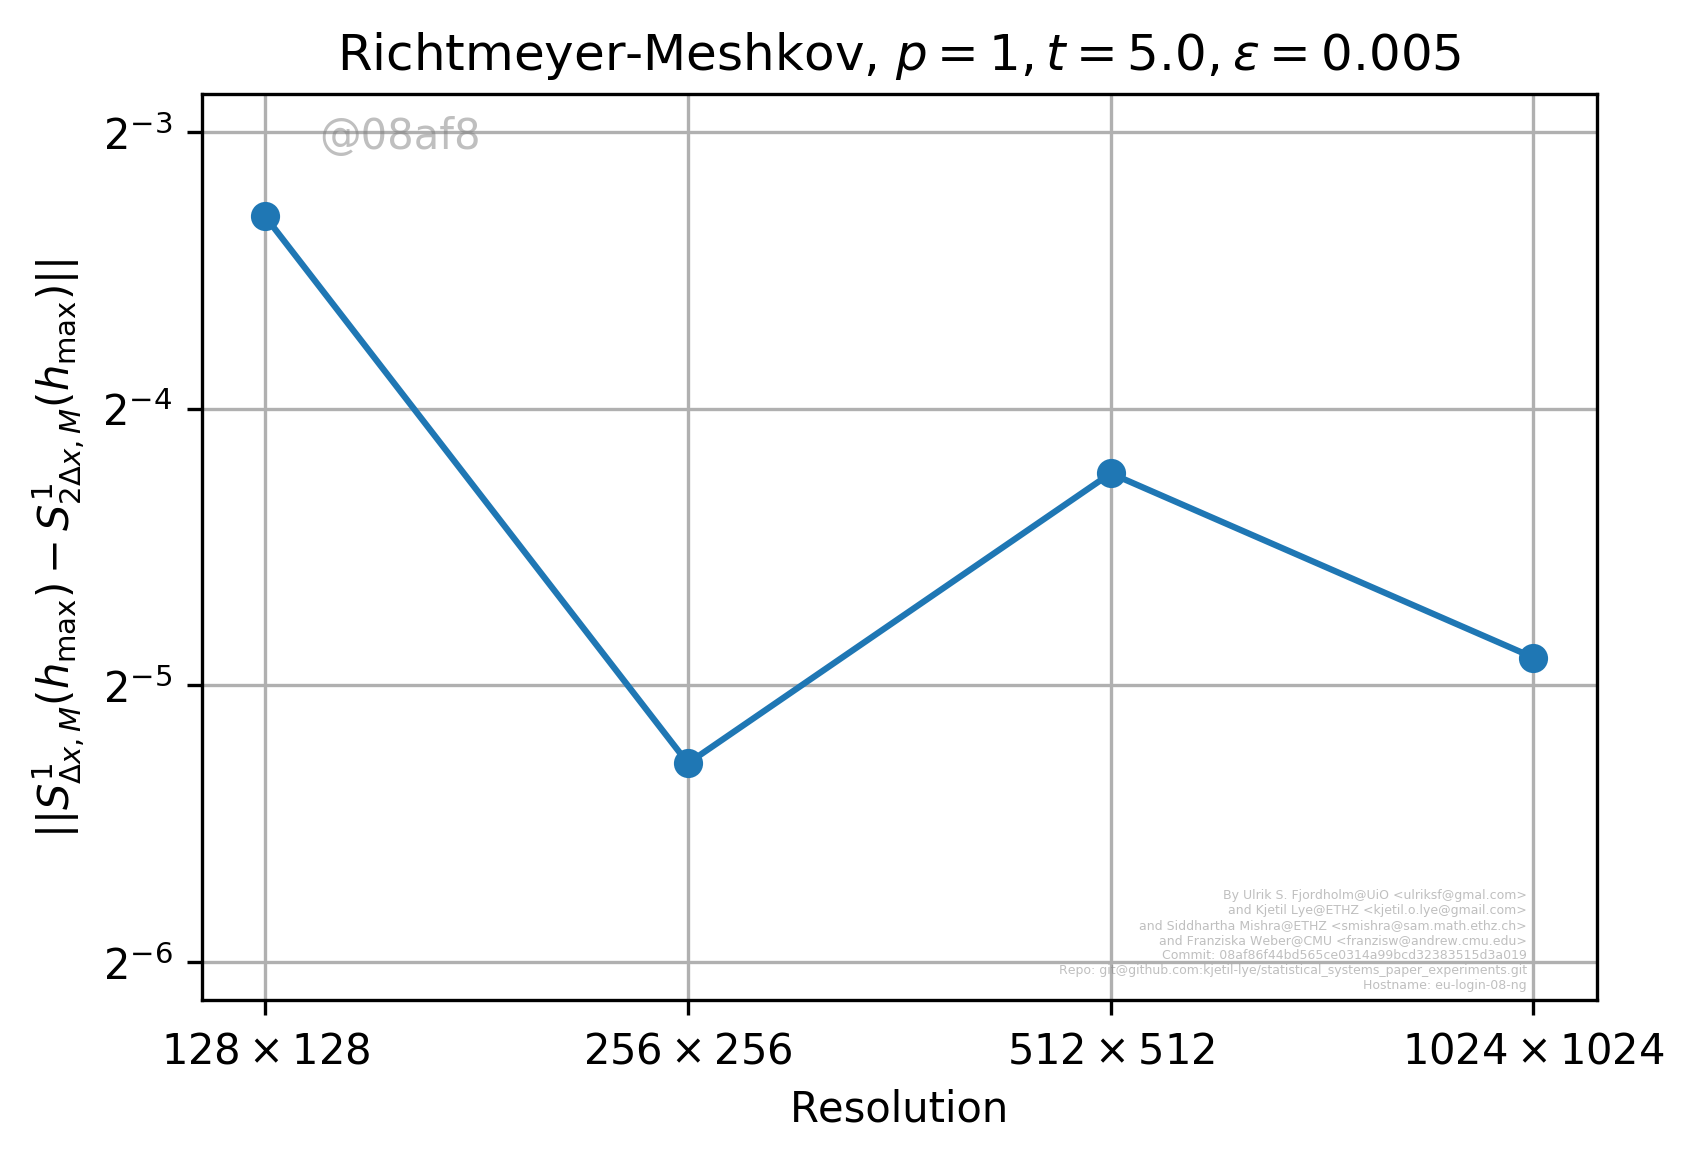 Richtmeyer-Meshkov, p = 1, t = 5.0, ε = 0.005
@08af8
2⁻³
2⁻⁴
2⁻⁵
2⁻⁶
||S¹_{Δx,M}(h_max) − S¹_{2Δx,M}(h_max)||
By Ulrik S. Fjordholm@UiO <ulriksf@gmal.com>
and Kjetil Lye@ETHZ <kjetil.o.lye@gmail.com>
and Siddhartha Mishra@ETHZ <smishra@sam.math.ethz.ch>
and Franziska Weber@CMU <franzisw@andrew.cmu.edu>
Commit: 08af86f44bd565ce0314a99bcd32383515d3a019
Repo: git@github.com:kjetil-lye/statistical_systems_paper_experiments.git
Hostname: eu-login-08-ng
128 × 128 256 × 256 512 × 512 1024 × 1024
Resolution